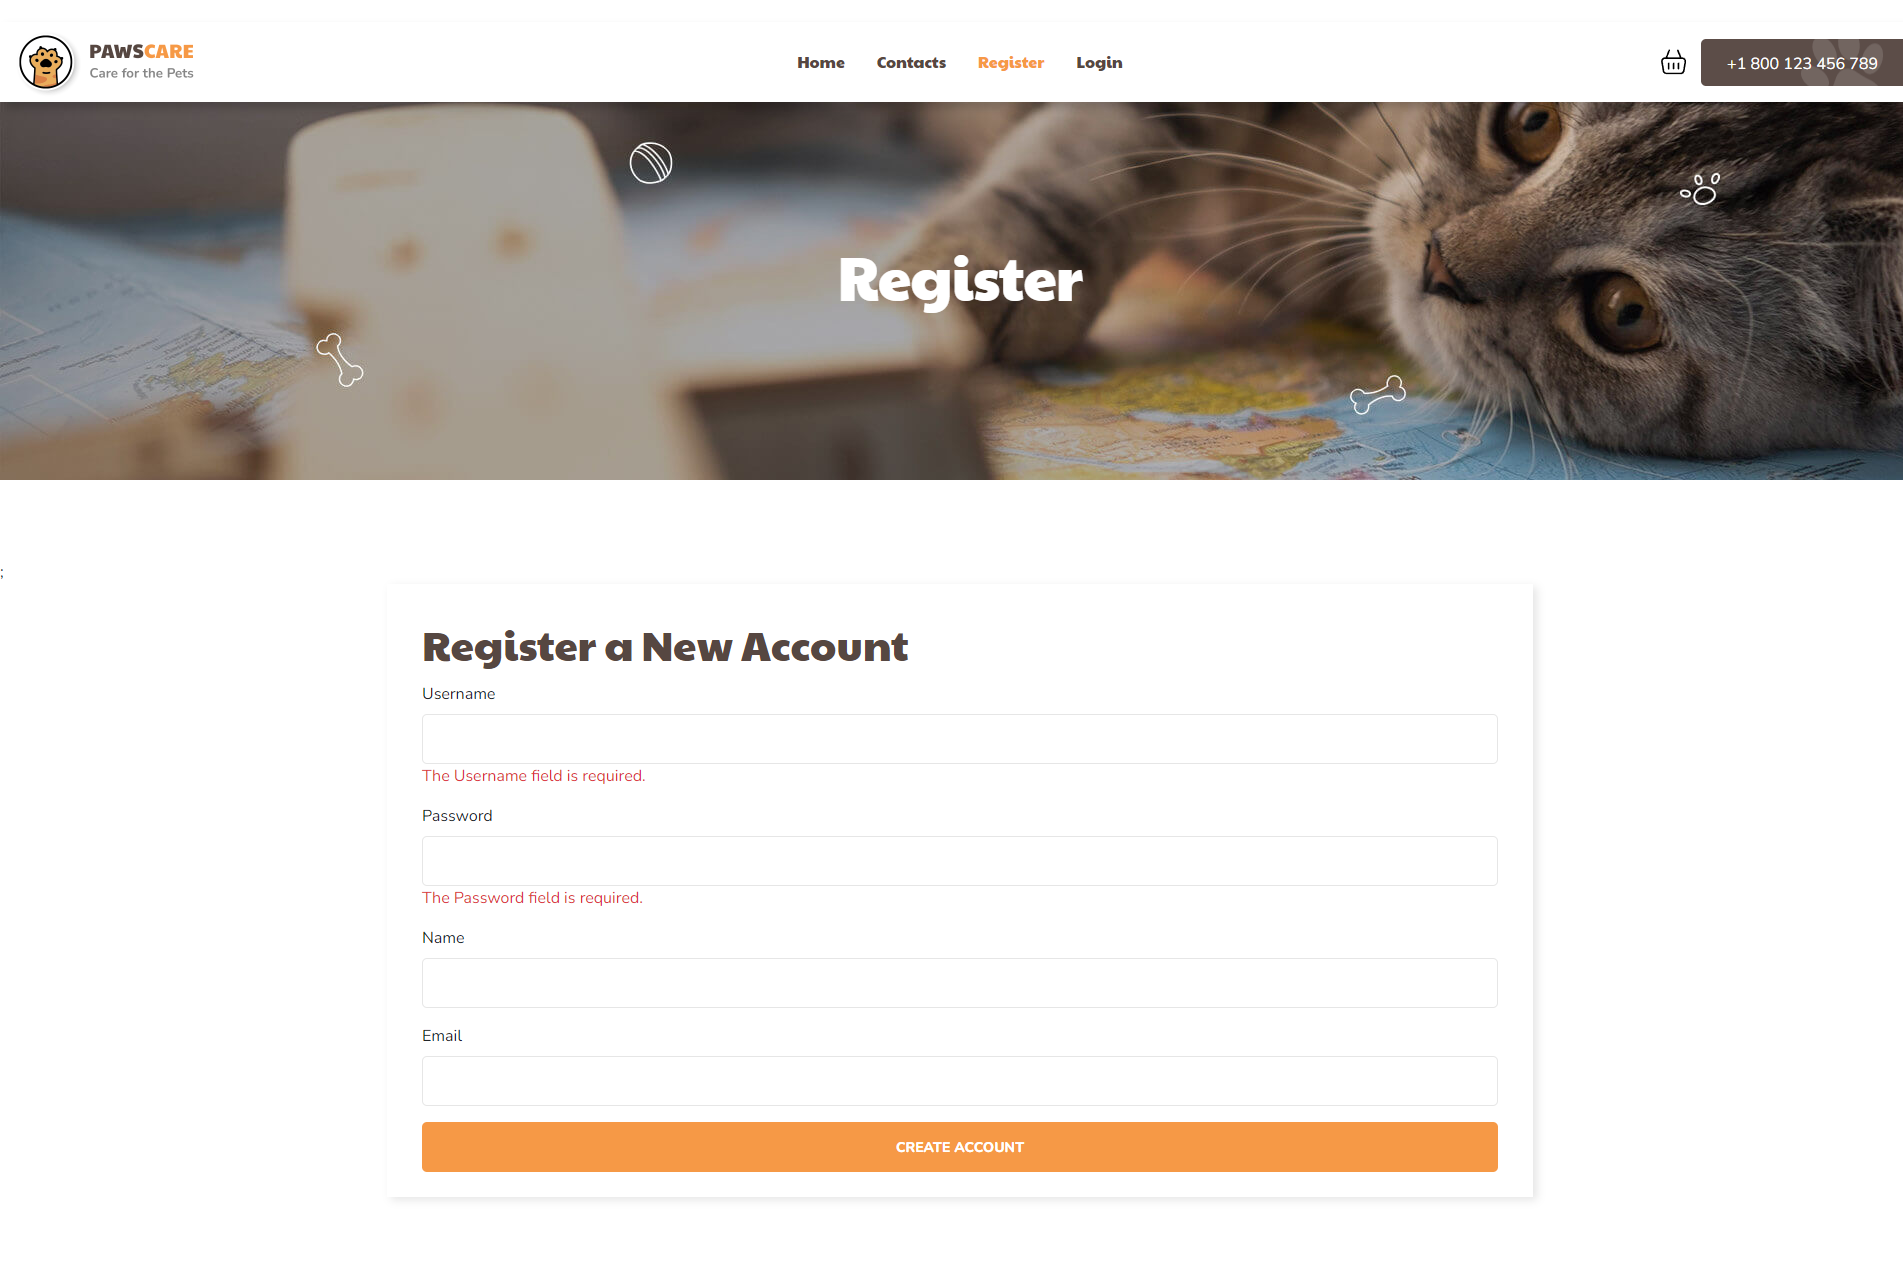 PAWSCARE
Care for the Pets
Home
Contacts
Register
Login
+1 800 123 456 789
Register
;
Register a New Account
Username
The Username field is required.
Password
The Password field is required.
Name
Email
CREATE ACCOUNT